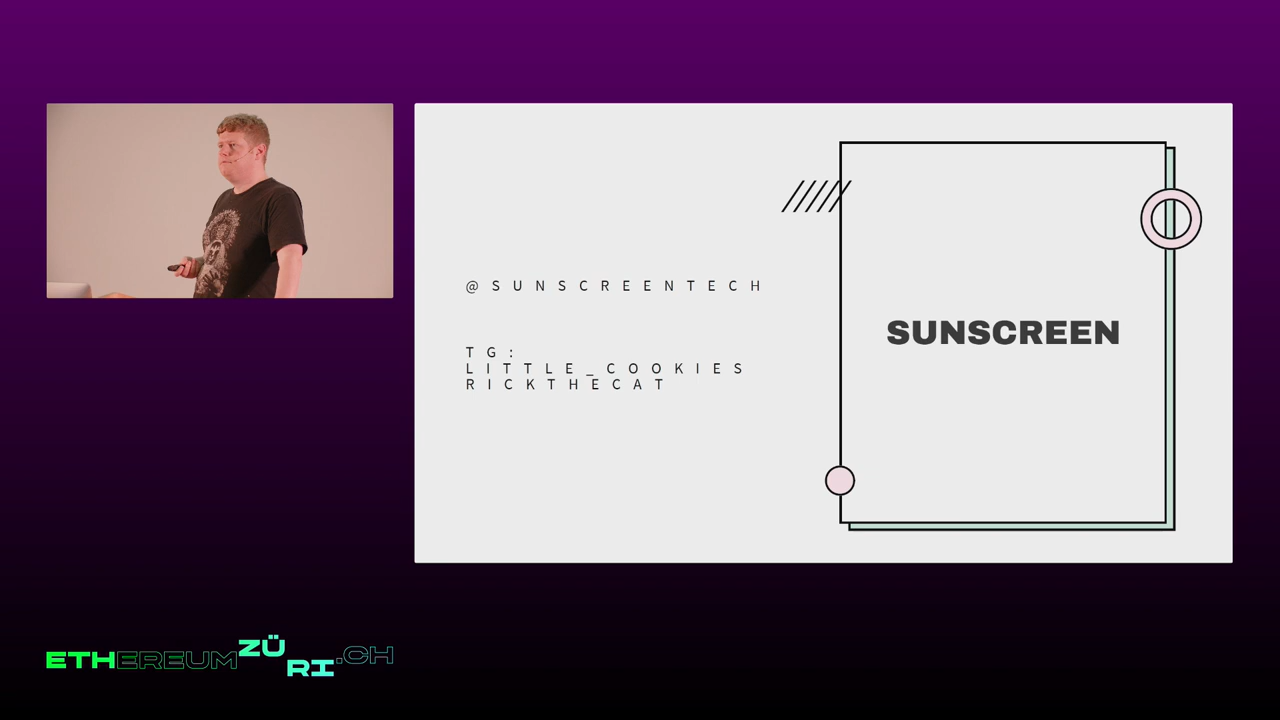 @SUNSCREENTECH
TG:
LITTLE_COOKIES
RICKTHECAT
SUNSCREEN
ETHEREUMZÜRI.CH